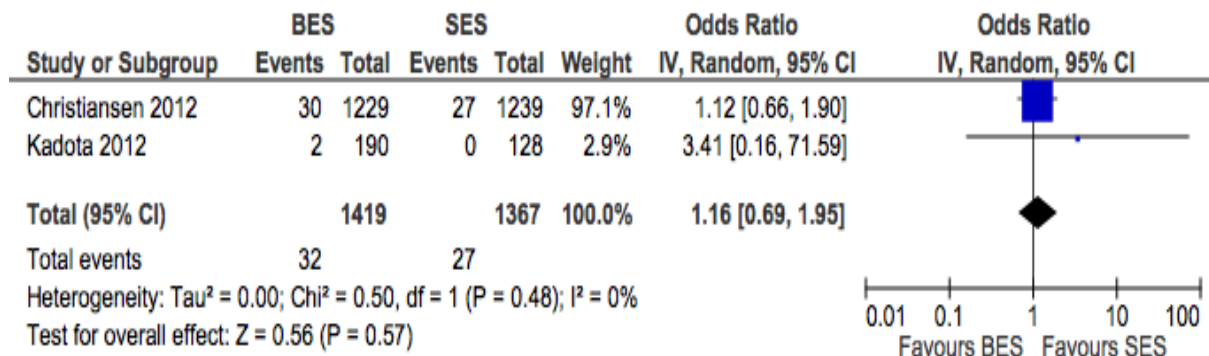 BES SES Odds Ratio Odds Ratio
Study or Subgroup Events Total Events Total Weight IV, Random, 95% CI IV, Random, 95% CI
Christiansen 2012 30 1229 27 1239 97.1% 1.12 [0.66, 1.90]
Kadota 2012 2 190 0 128 2.9% 3.41 [0.16, 71.59]
Total (95% CI) 1419 1367 100.0% 1.16 [0.69, 1.95]
Total events 32 27
Heterogeneity: Tau² = 0.00; Chi² = 0.50, df = 1 (P = 0.48); I² = 0%
Test for overall effect: Z = 0.56 (P = 0.57)
0.01 0.1 1 10 100
Favours BES Favours SES